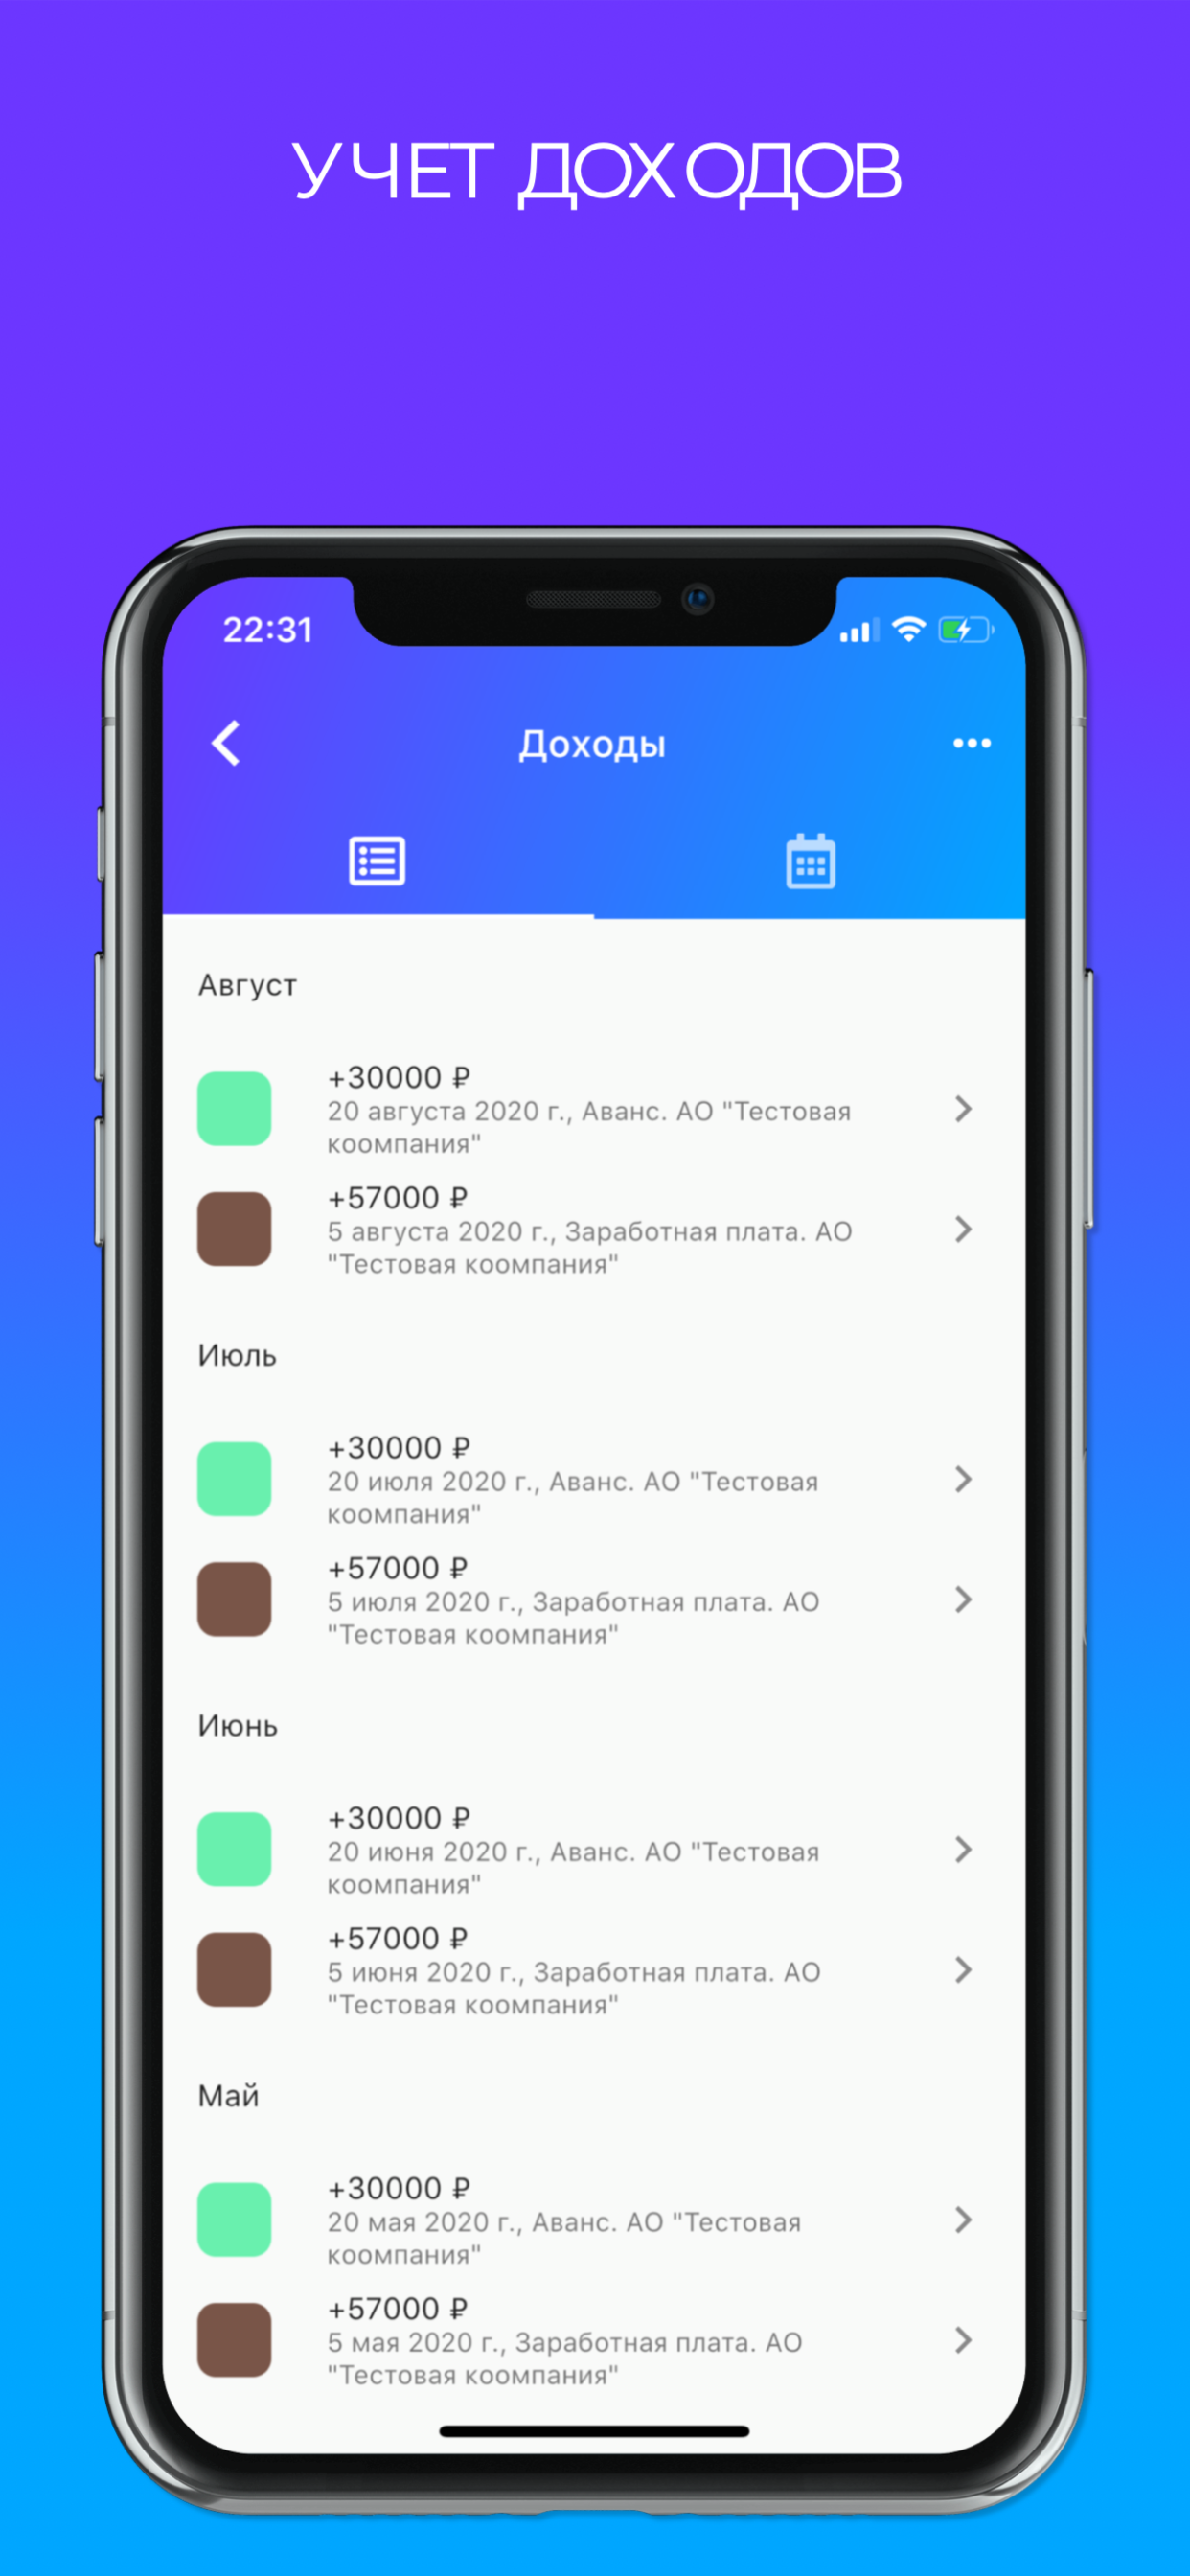 УЧЕТ ДОХОДОВ
22:31
Доходы
Август
+30000 ₽
20 августа 2020 г., Аванс. АО "Тестовая
коомпания"
+57000 ₽
5 августа 2020 г., Заработная плата. АО
"Тестовая коомпания"
Июль
+30000 ₽
20 июля 2020 г., Аванс. АО "Тестовая
коомпания"
+57000 ₽
5 июля 2020 г., Заработная плата. АО
"Тестовая коомпания"
Июнь
+30000 ₽
20 июня 2020 г., Аванс. АО "Тестовая
коомпания"
+57000 ₽
5 июня 2020 г., Заработная плата. АО
"Тестовая коомпания"
Май
+30000 ₽
20 мая 2020 г., Аванс. АО "Тестовая
коомпания"
+57000 ₽
5 мая 2020 г., Заработная плата. АО
"Тестовая коомпания"